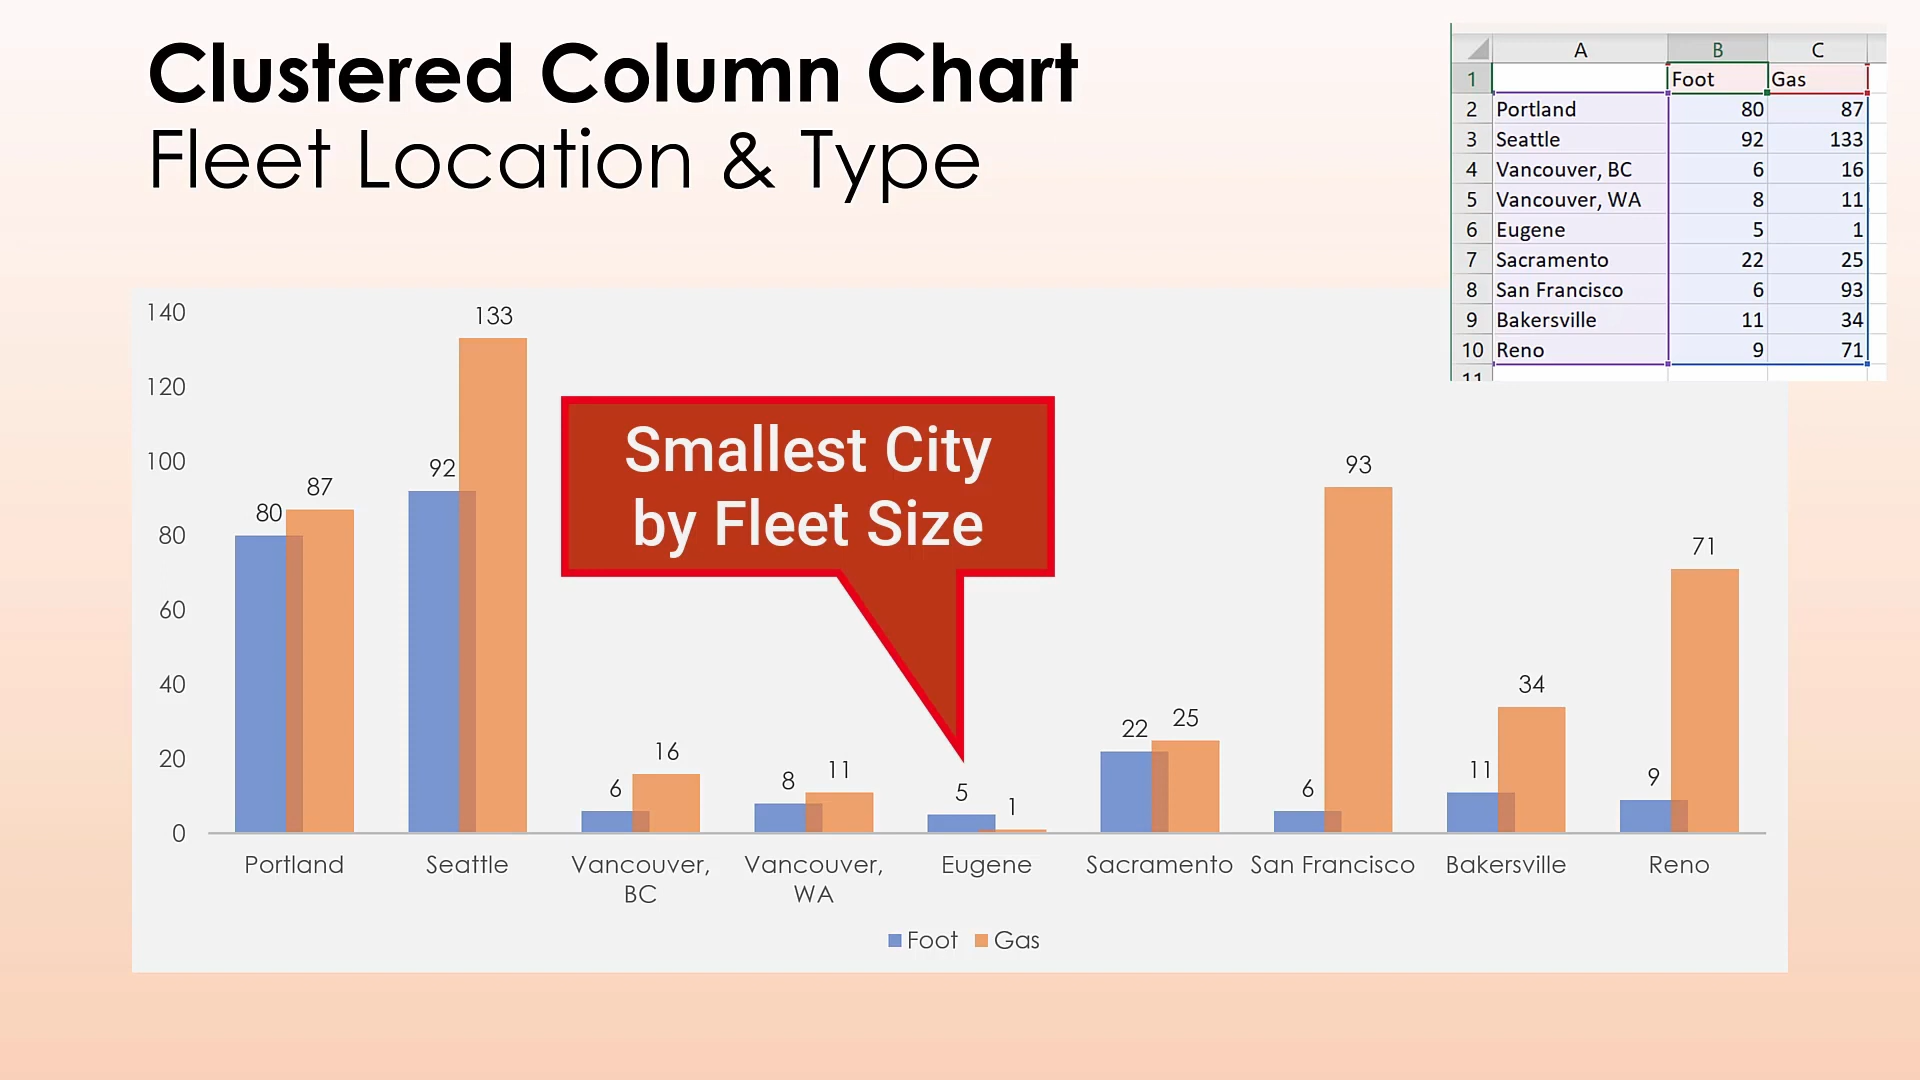 Clustered Column Chart
Fleet Location & Type
A B C
1 Foot Gas
2 Portland 80 87
3 Seattle 92 133
4 Vancouver, BC 6 16
5 Vancouver, WA 8 11
6 Eugene 5 1
7 Sacramento 22 25
8 San Francisco 6 93
9 Bakersville 11 34
10 Reno 9 71
11
140
120
100
80
60
40
20
0
80 87
92 133
6 16
8 11
5 1
22 25
6 93
11 34
9 71
Smallest City
by Fleet Size
Portland
Seattle
Vancouver,
BC
Vancouver,
WA
Eugene
Sacramento
San Francisco
Bakersville
Reno
Foot Gas